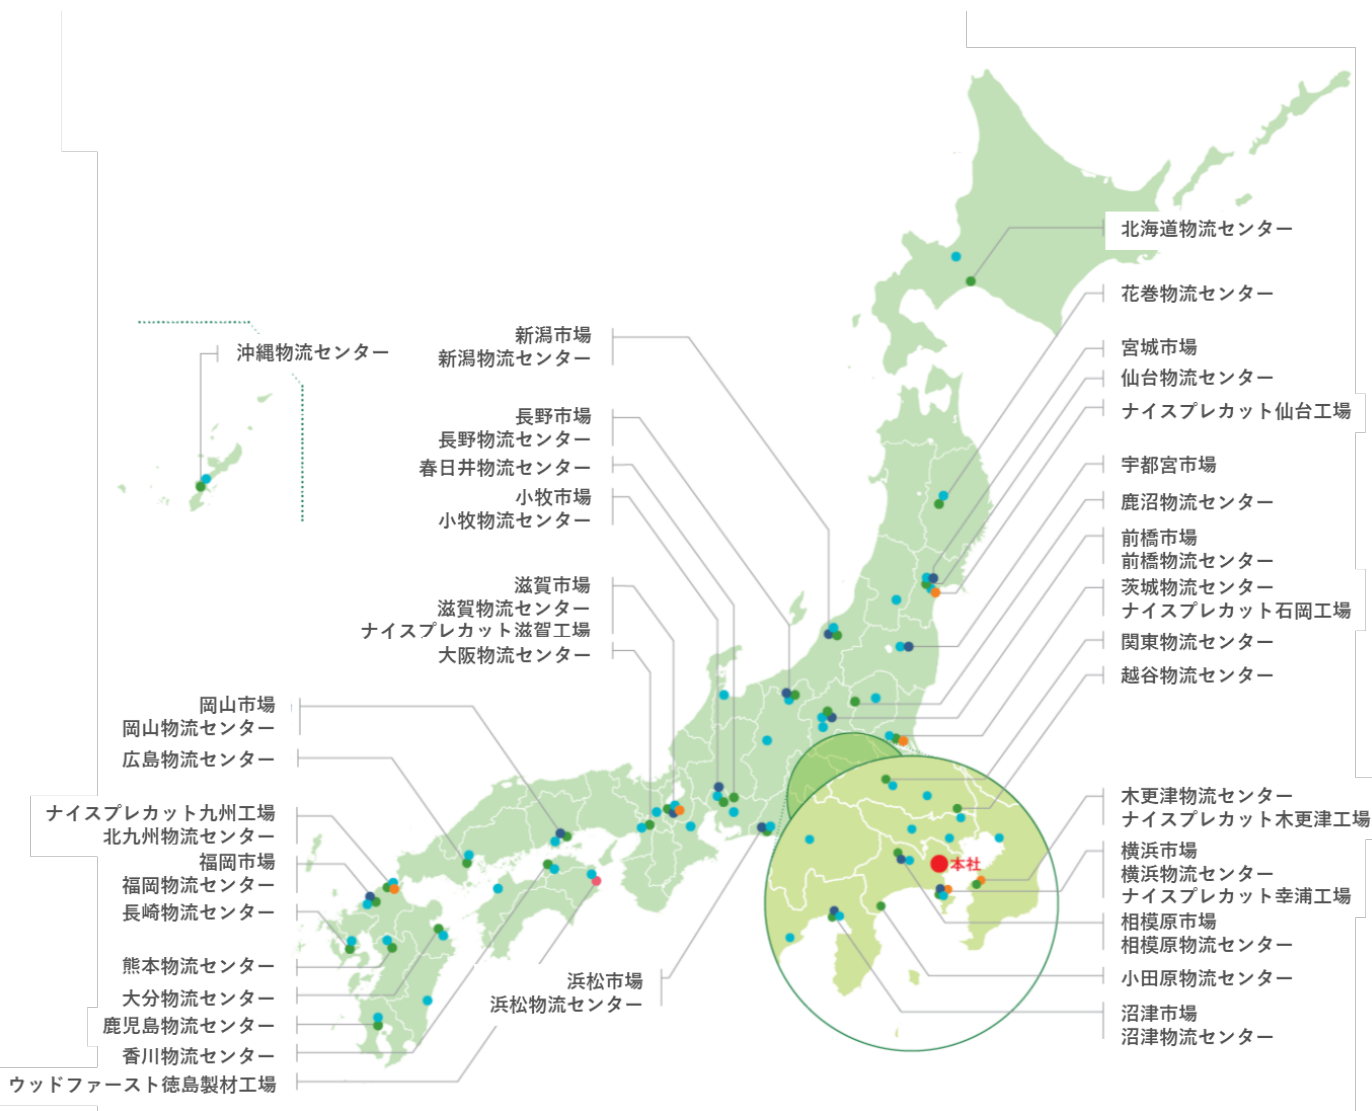 北海道物流センター
花巻物流センター
宮城市場
仙台物流センター
ナイスプレカット仙台工場
宇都宮市場
鹿沼物流センター
前橋市場
前橋物流センター
茨城物流センター
ナイスプレカット石岡工場
関東物流センター
越谷物流センター
木更津物流センター
ナイスプレカット木更津工場
横浜市場
横浜物流センター
ナイスプレカット幸浦工場
相模原市場
相模原物流センター
小田原物流センター
沼津市場
沼津物流センター
本社
新潟市場
新潟物流センター
長野市場
長野物流センター
春日井物流センター
小牧市場
小牧物流センター
滋賀市場
滋賀物流センター
ナイスプレカット滋賀工場
大阪物流センター
浜松市場
浜松物流センター
沖縄物流センター
岡山市場
岡山物流センター
広島物流センター
ナイスプレカット九州工場
北九州物流センター
福岡市場
福岡物流センター
長崎物流センター
熊本物流センター
大分物流センター
鹿児島物流センター
香川物流センター
ウッドファースト徳島製材工場